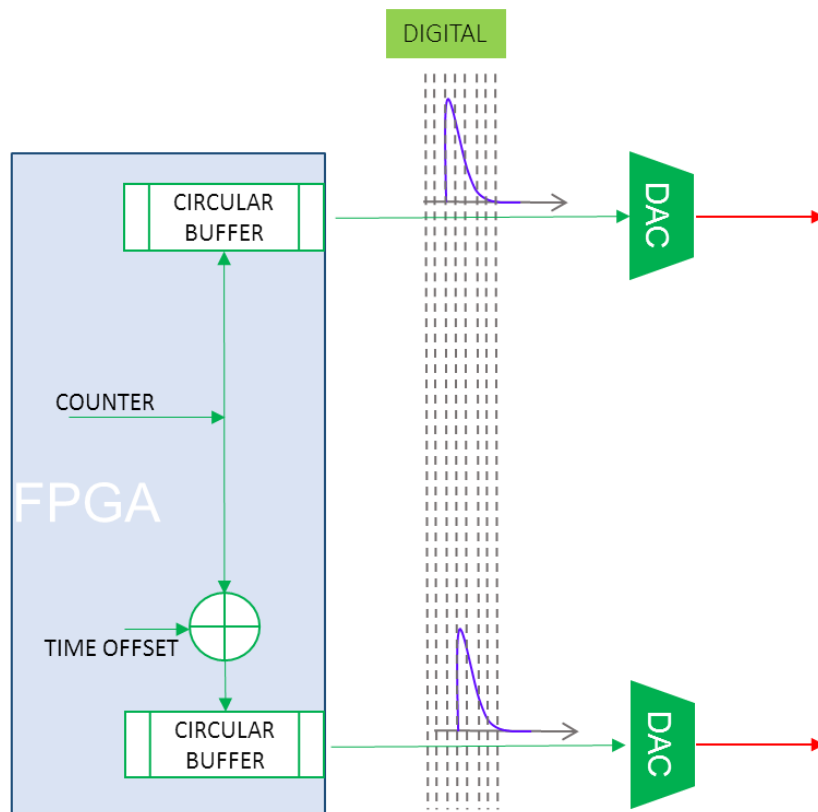 DIGITAL
CIRCULAR
BUFFER
DAC
COUNTER
FPGA
TIME OFFSET
CIRCULAR
BUFFER
DAC